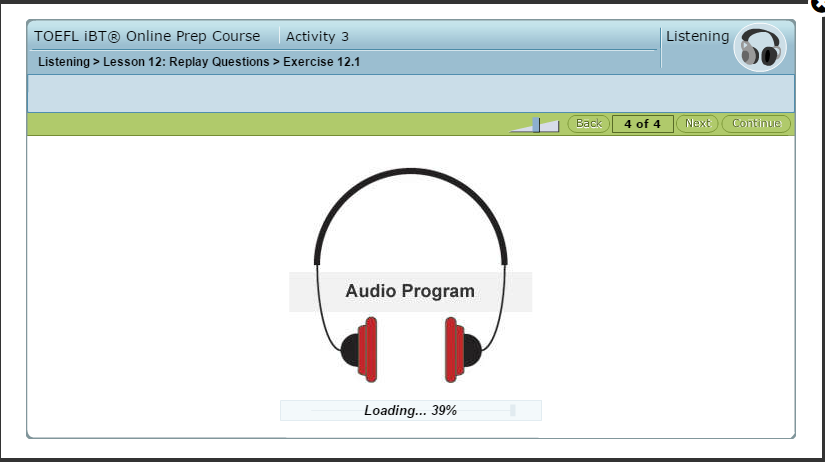 TOEFL iBT® Online Prep Course Activity 3 Listening
Listening > Lesson 12: Replay Questions > Exercise 12.1
Back 4 of 4 Next Continue
Audio Program
Loading... 39%